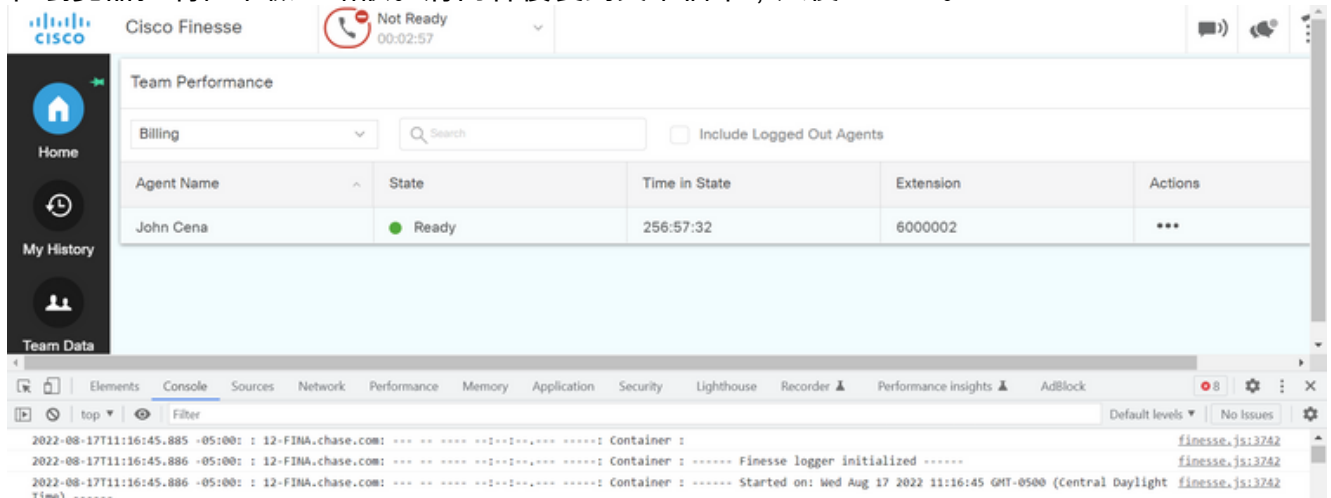 CISCO
Cisco Finesse
Not Ready
00:02:57
Team Performance
Billing
Search
Include Logged Out Agents
Home
Agent Name
State
Time in State
Extension
Actions
John Cena
Ready
256:57:32
6000002
My History
Team Data
Elements Console Sources Network Performance Memory Application Security Lighthouse Recorder Performance insights AdBlock 8
top Filter Default levels No Issues
2022-08-17T11:16:45.885 -05:00: : 12-FINA.chase.com: --- -- ---- --:--:--.--- -----: Container : finesse.js:3742
2022-08-17T11:16:45.886 -05:00: : 12-FINA.chase.com: --- -- ---- --:--:--.--- -----: Container : ------ Finesse logger initialized ------ finesse.js:3742
2022-08-17T11:16:45.886 -05:00: : 12-FINA.chase.com: --- -- ---- --:--:--.--- -----: Container : ------ Started on: Wed Aug 17 2022 11:16:45 GMT-0500 (Central Daylight finesse.js:3742
Time) ------